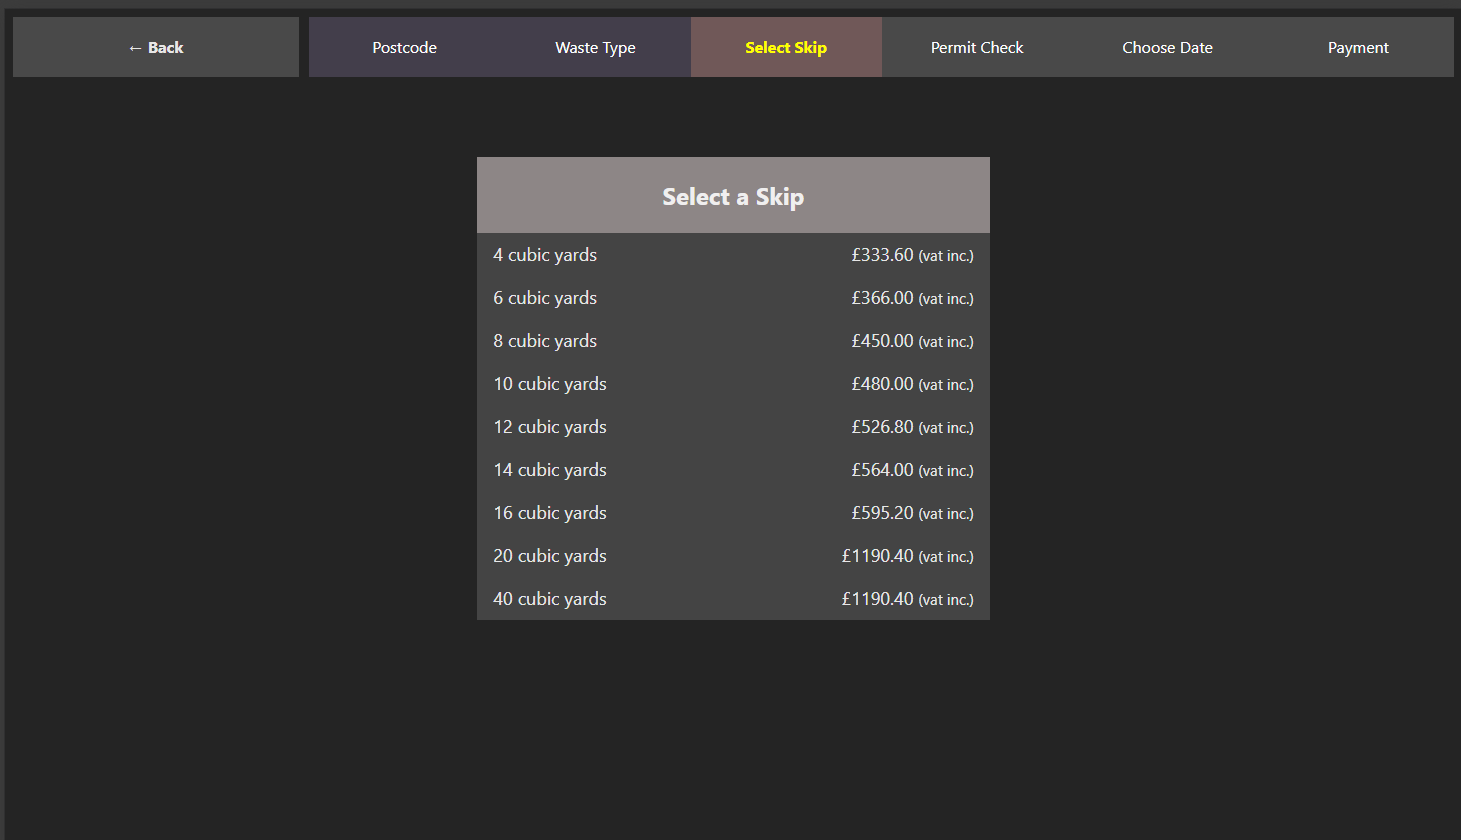 ← Back Postcode Waste Type Select Skip Permit Check Choose Date Payment
Select a Skip
4 cubic yards £333.60 (vat inc.)
6 cubic yards £366.00 (vat inc.)
8 cubic yards £450.00 (vat inc.)
10 cubic yards £480.00 (vat inc.)
12 cubic yards £526.80 (vat inc.)
14 cubic yards £564.00 (vat inc.)
16 cubic yards £595.20 (vat inc.)
20 cubic yards £1190.40 (vat inc.)
40 cubic yards £1190.40 (vat inc.)